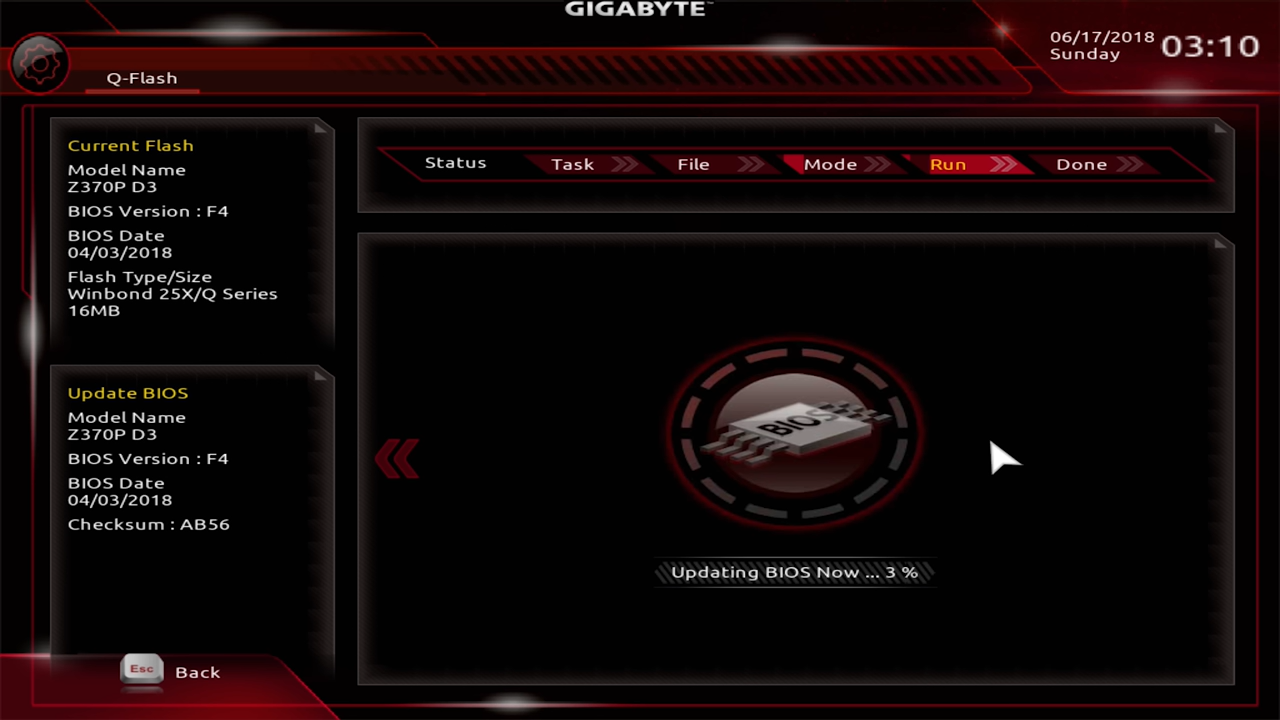 GIGABYTE™
06/17/2018
Sunday
03:10
Q-Flash
Current Flash
Model Name
Z370P D3
BIOS Version : F4
BIOS Date
04/03/2018
Flash Type/Size
Winbond 25X/Q Series
16MB
Status
Task
File
Mode
Run
Done
Update BIOS
Model Name
Z370P D3
BIOS Version : F4
BIOS Date
04/03/2018
Checksum : AB56
BIOS
Updating BIOS Now ... 3 %
Esc
Back